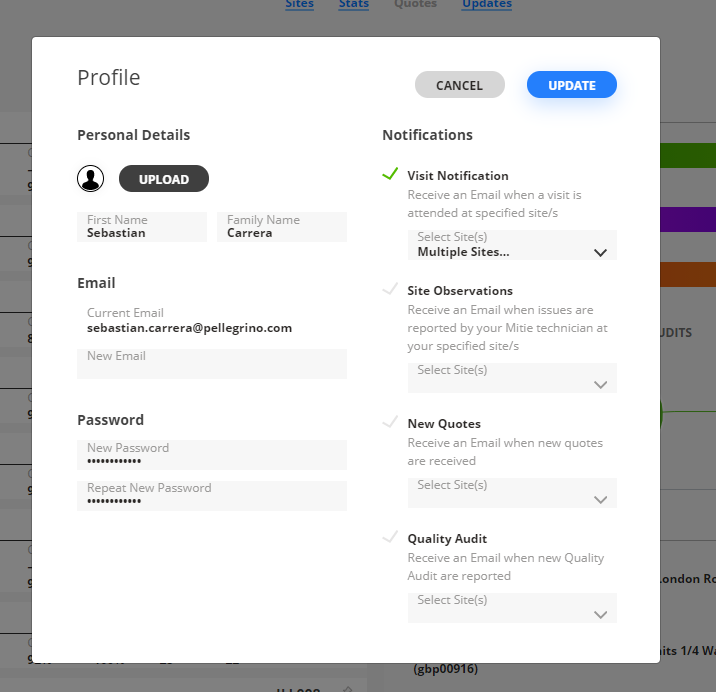 Sites Stats Quotes Updates
Profile
CANCEL
UPDATE
Personal Details
UPLOAD
First Name
Sebastian
Family Name
Carrera
Email
Current Email
sebastian.carrera@pellegrino.com
New Email
Password
New Password
••••••••••••
Repeat New Password
••••••••••••
Notifications
Visit Notification
Receive an Email when a visit is
attended at specified site/s
Select Site(s)
Multiple Sites...
Site Observations
Receive an Email when issues are
reported by your Mitie technician at
your specified site/s
Select Site(s)
New Quotes
Receive an Email when new quotes
are received
Select Site(s)
Quality Audit
Receive an Email when new Quality
Audit are reported
Select Site(s)
UDITS
London Ro
its 1/4 Wa
(gbp00916)